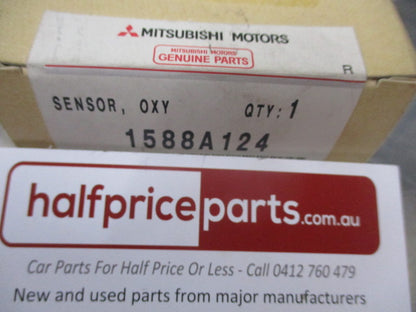 MITSUBISHI MOTORS
MITSUBISHI MOTORS
GENUINE PARTS
R
SENSOR, OXY QTY: 1
1588A124
halfpriceparts.com.au
Car Parts For Half Price Or Less - Call 0412 760 479
New and used parts from major manufacturers